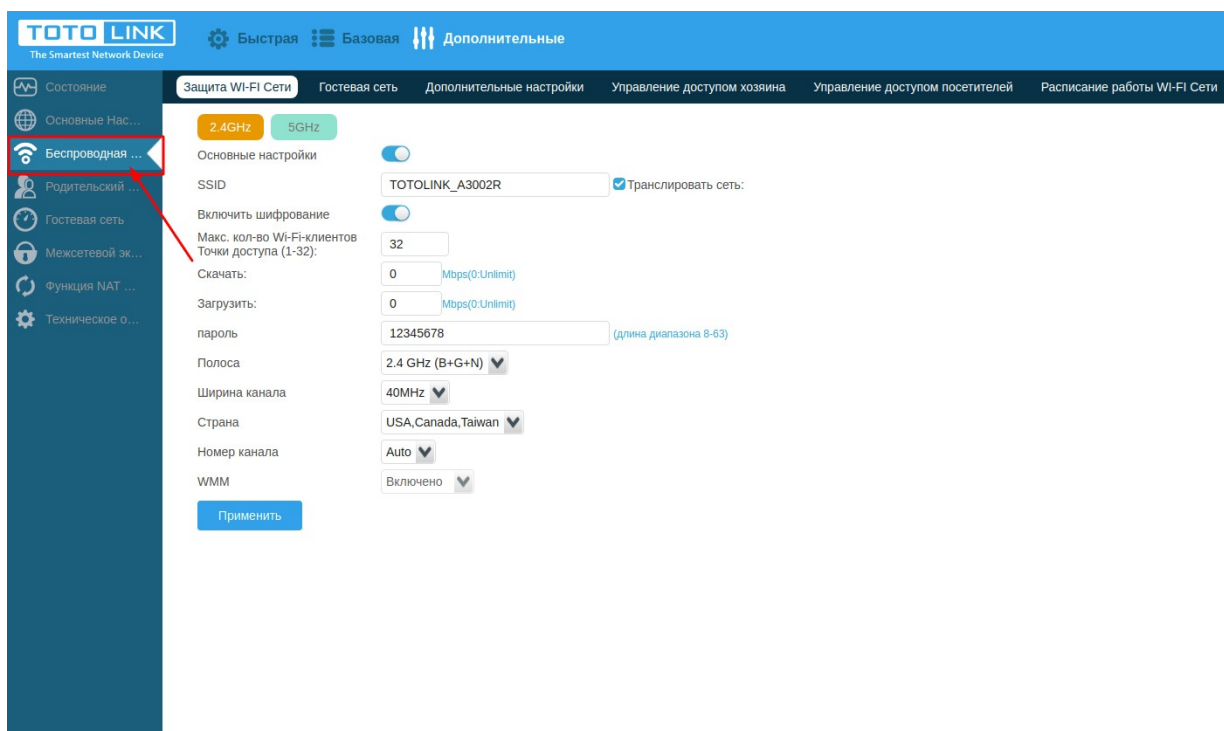 TOTO LINK
The Smartest Network Device
Быстрая Базовая Дополнительные
Состояние
Основные Нас...
Беспроводная ...
Родительский ...
Гостевая сеть
Межсетевой эк...
Функция NAT ...
Техническое о...
Защита WI-FI Сети Гостевая сеть Дополнительные настройки Управление доступом хозяина Управление доступом посетителей Расписание работы WI-FI Сети
2.4GHz 5GHz
Основные настройки
SSID TOTOLINK_A3002R Транслировать сеть:
Включить шифрование
Макс. кол-во Wi-Fi-клиентов
Точки доступа (1-32): 32
Скачать: 0 Mbps(0:Unlimit)
Загрузить: 0 Mbps(0:Unlimit)
пароль 12345678 (длина диапазона 8-63)
Полоса 2.4 GHz (B+G+N)
Ширина канала 40MHz
Страна USA,Canada,Taiwan
Номер канала Auto
WMM Включено
Применить